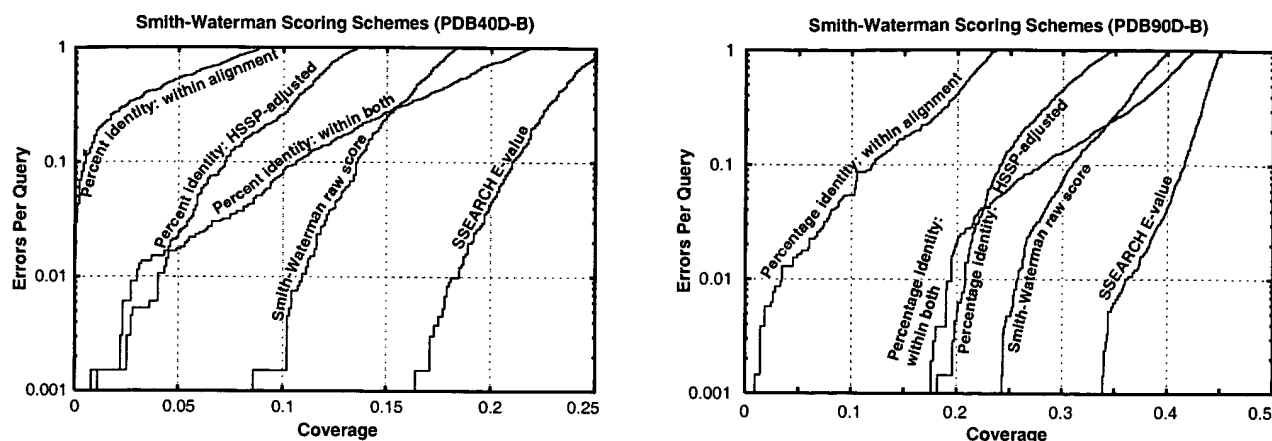 Smith-Waterman Scoring Schemes (PDB40D-B)
Errors Per Query
1
0.1
0.01
0.001
Percent Identity: within alignment
Percent Identity: HSSP-adjusted
Percent Identity: within both
Smith-Waterman raw score
SSEARCH E-value
0
0.05
0.1
0.15
0.2
0.25
Coverage
Smith-Waterman Scoring Schemes (PDB90D-B)
Errors Per Query
1
0.1
0.01
0.001
Percentage identity: within alignment
Percentage Identity:
within both
Percentage identity: HSSP-adjusted
Smith-Waterman raw score
SSEARCH E-value
0
0.1
0.2
0.3
0.4
0.5
Coverage